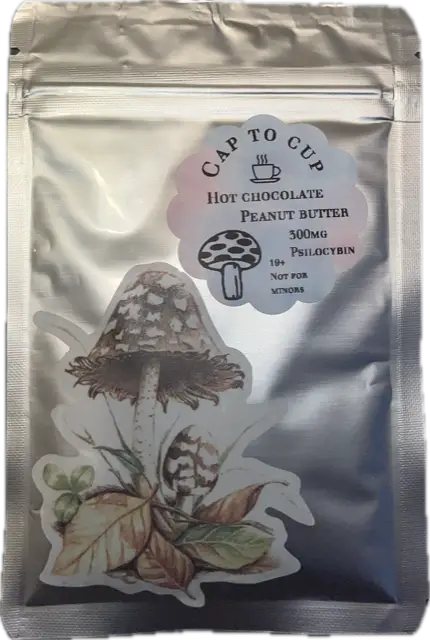 CAP TO CUP
HOT CHOCOLATE
PEANUT BUTTER
300MG
PSILOCYBIN
19+
NOT FOR
MINORS